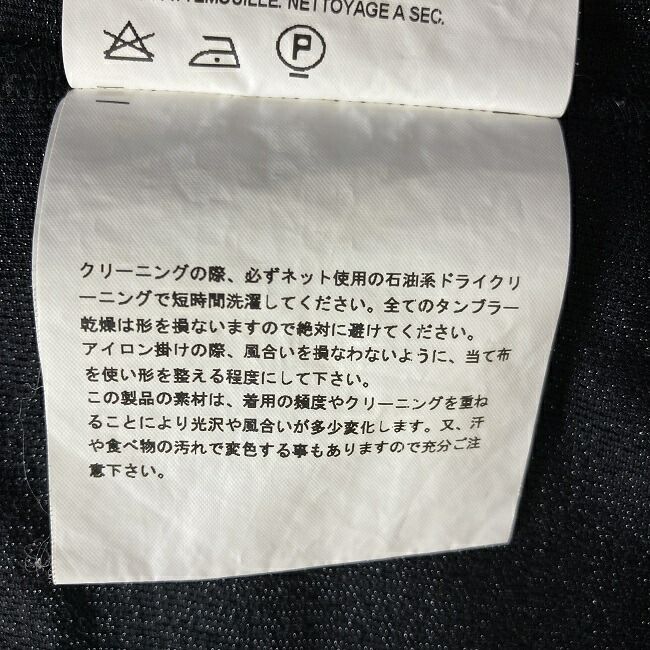 NETTOYAGE A SEC.
P
クリーニングの際、必ずネット使用の石油系ドライクリ
ーニングで短時間洗濯してください。全てのタンブラー
乾燥は形を損ないますので絶対に避けてください。
アイロン掛けの際、風合いを損なわないように、当て布
を使い形を整える程度にして下さい。
この製品の素材は、着用の頻度やクリーニングを重ね
ることにより光沢や風合いが多少変化します。又、汗
や食べ物の汚れで変色する事もありますので充分ご注
意下さい。